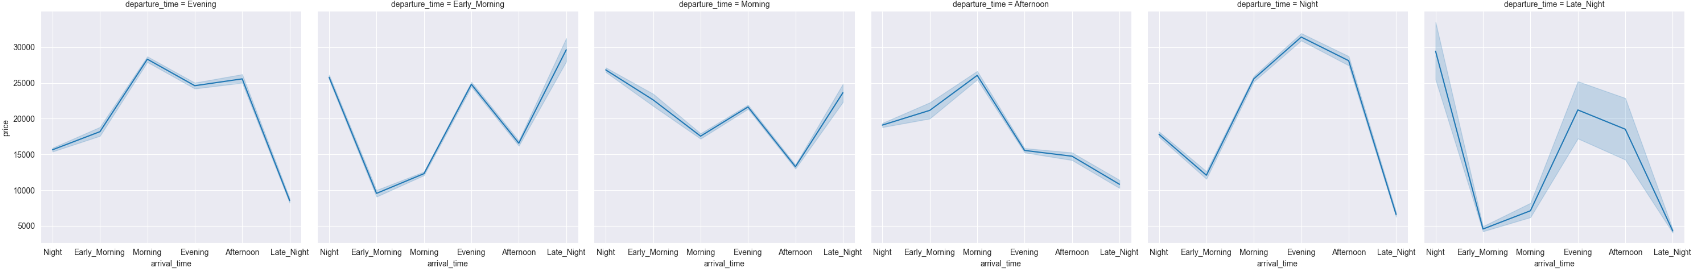 departure_time = Evening
departure_time = Early_Morning
departure_time = Morning
departure_time = Afternoon
departure_time = Night
departure_time = Late_Night
30000
25000
20000
15000
10000
5000
price
Night Early_Morning Morning Evening Afternoon Late_Night
Night Early_Morning Morning Evening Afternoon Late_Night
Night Early_Morning Morning Evening Afternoon Late_Night
Night Early_Morning Morning Evening Afternoon Late_Night
Night Early_Morning Morning Evening Afternoon Late_Night
Night Early_Morning Morning Evening Afternoon Late_Night
arrival_time
arrival_time
arrival_time
arrival_time
arrival_time
arrival_time